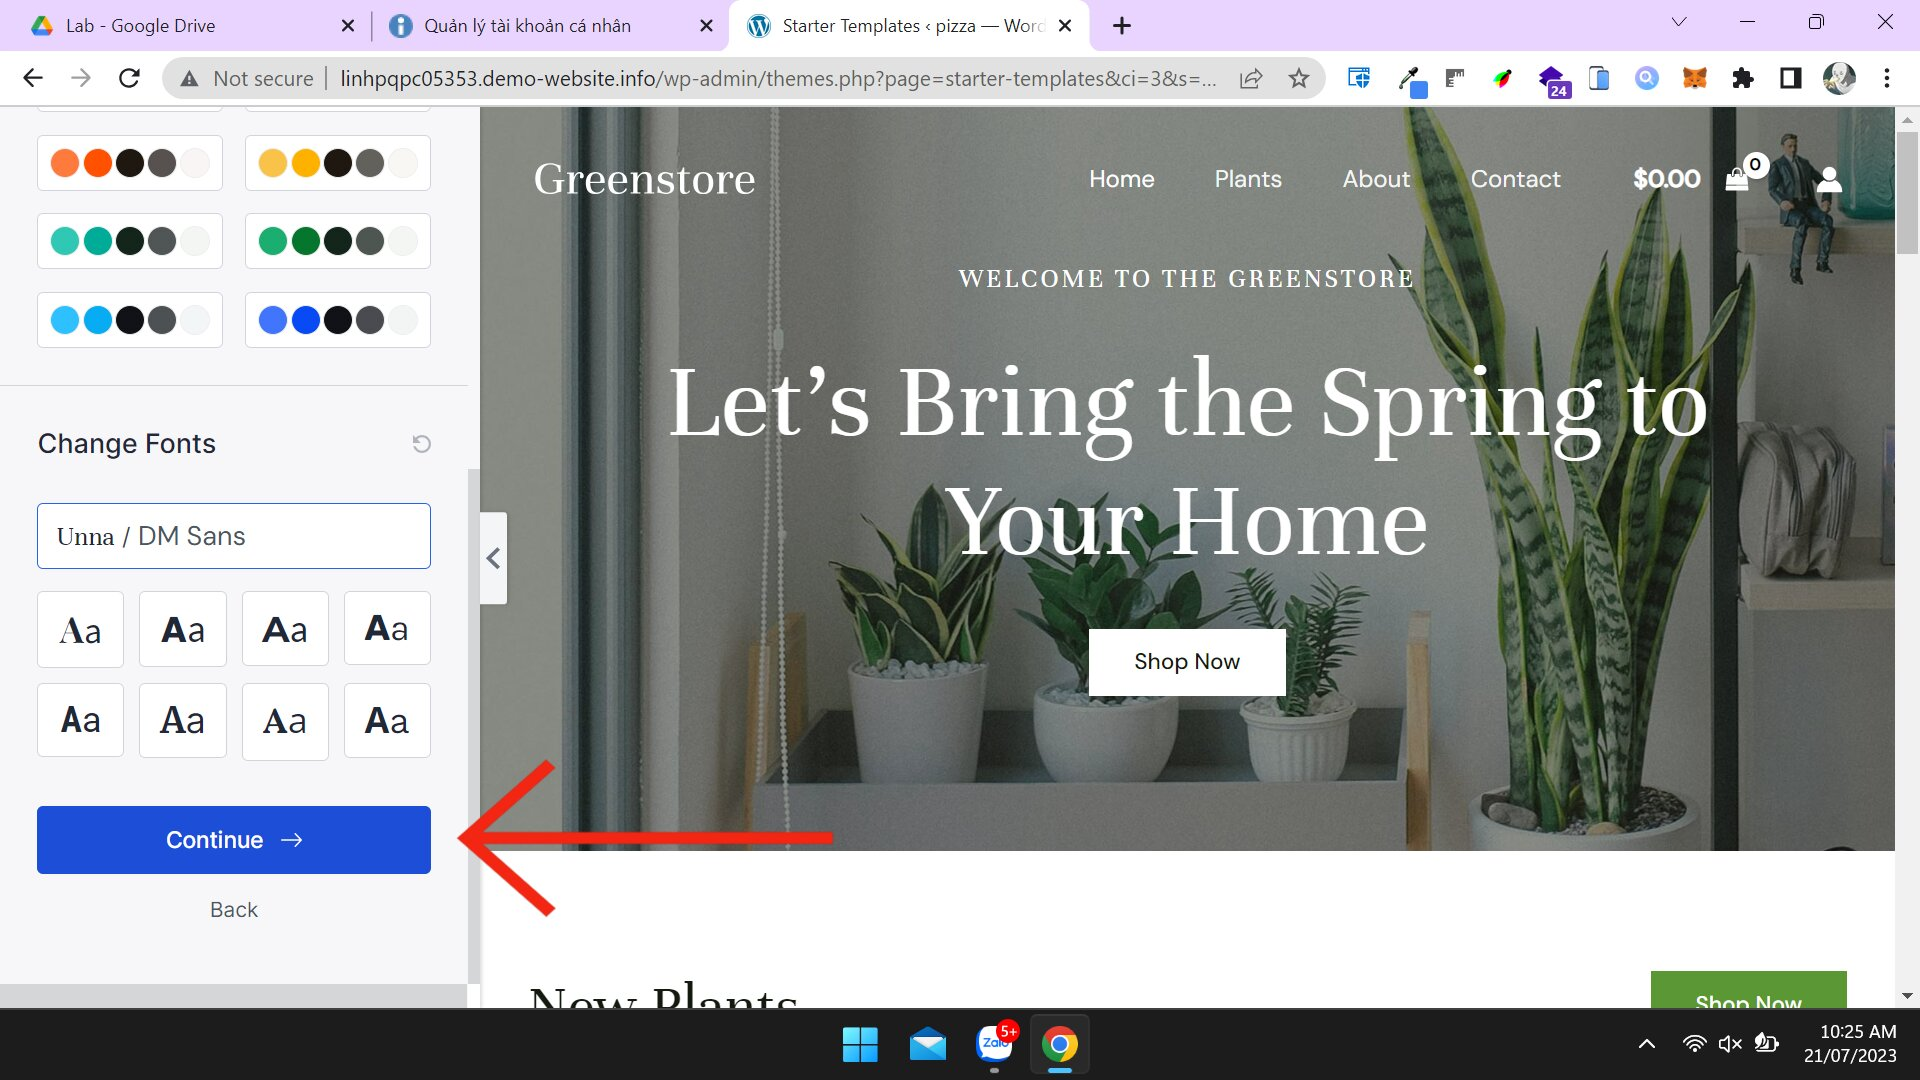 Lab - Google Drive
Quản lý tài khoản cá nhân
Starter Templates ‹ pizza — Word
Not secure
linhpqpc05353.demo-website.info/wp-admin/themes.php?page=starter-templates&ci=3&s=...
24
Change Fonts
Unna / DM Sans
Aa Aa Aa Aa
Aa Aa Aa Aa
Continue →
Back
Greenstore
Home Plants About Contact $0.00 0
WELCOME TO THE GREENSTORE
Let’s Bring the Spring to
Your Home
Shop Now
New Plants
Shop Now
Zalo
5+
10:25 AM
21/07/2023